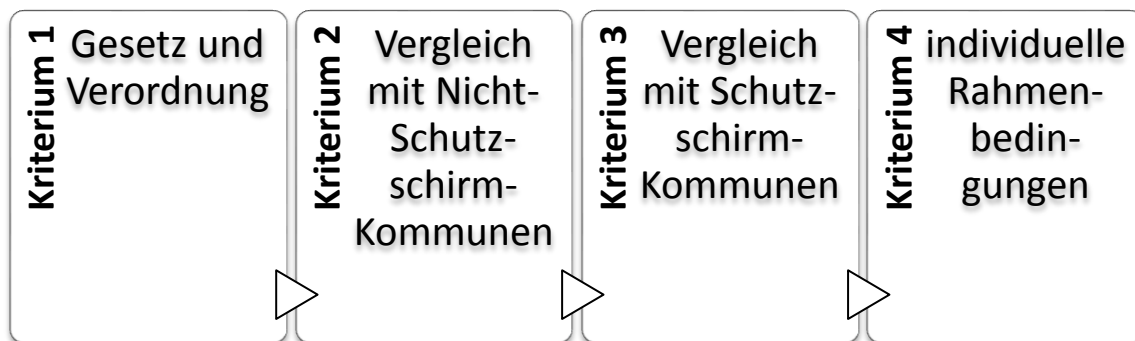 Kriterium 1
Gesetz und
Verordnung
Kriterium 2
Vergleich
mit Nicht-
Schutz-
schirm-
Kommunen
Kriterium 3
Vergleich
mit Schutz-
schirm-
Kommunen
Kriterium 4
individuelle
Rahmen-
bedin-
gungen